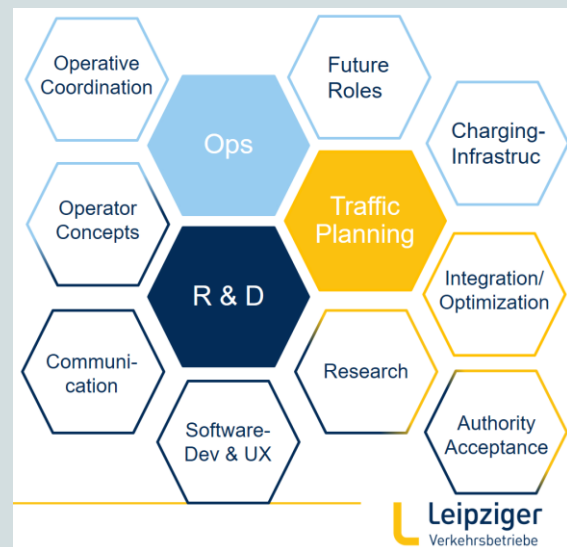 Operative
Coordination
Ops
Future
Roles
Charging-
Infrastruc
Operator
Concepts
Traffic
Planning
R & D
Integration/
Optimization
Communi-
cation
Research
Software-
Dev & UX
Authority
Acceptance
Leipziger
Verkehrsbetriebe